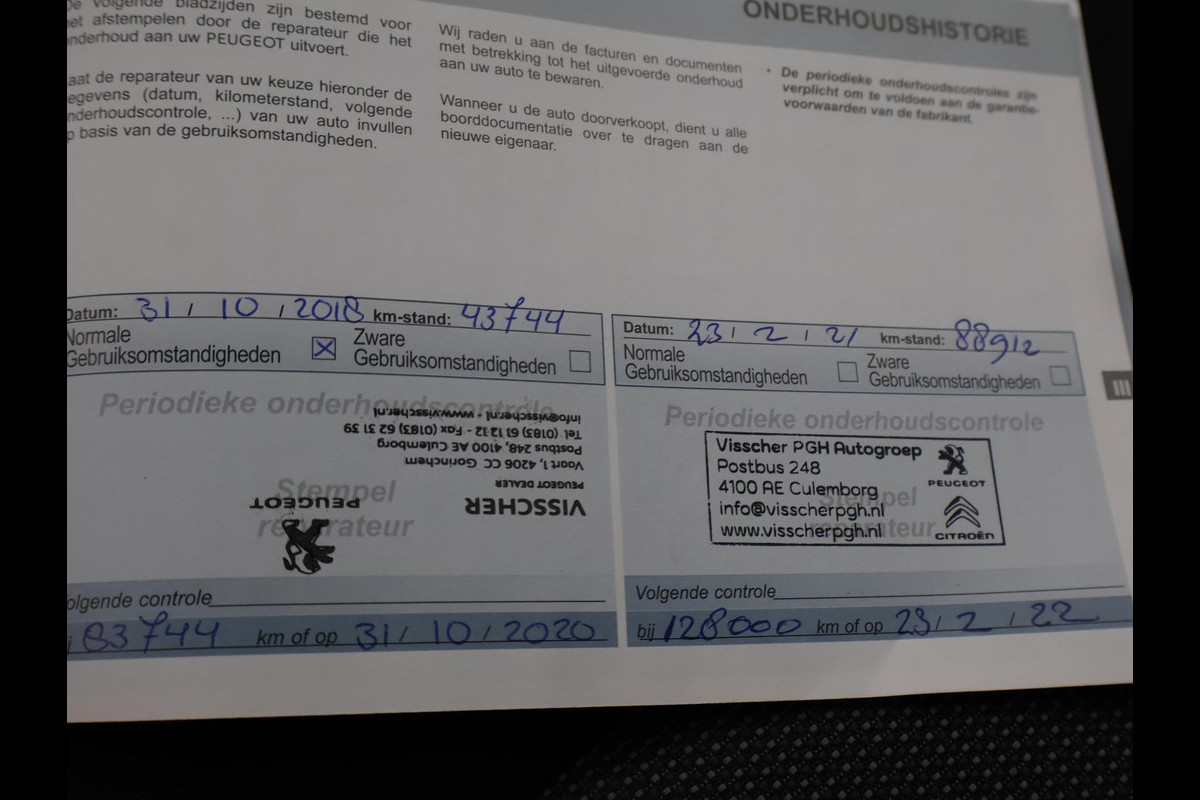 ONDERHOUDSHISTORIE
De volgende bladzijden zijn bestemd voor
het afstempelen door de reparateur die het
onderhoud aan uw PEUGEOT uitvoert.
Laat de reparateur van uw keuze hieronder de
gegevens (datum, kilometerstand, volgende
onderhoudscontrole, ...) van uw auto invullen
op basis van de gebruiksomstandigheden.
Wij raden u aan de facturen en documenten
met betrekking tot het uitgevoerde onderhoud
aan uw auto te bewaren.
Wanneer u de auto doorverkoopt, dient u alle
boorddocumentatie over te dragen aan de
nieuwe eigenaar.
• De periodieke onderhoudscontroles zijn
verplicht om te voldoen aan de garantie-
voorwaarden van de fabrikant.
Datum: 31 / 10 / 2018 km-stand: 43744
Normale
Gebruiksomstandigheden
Zware
Gebruiksomstandigheden
Periodieke onderhoudscontrole
Stempel
reparateur
PEUGEOT
VISSCHER
PEUGEOT DEALER
Vaart 1, 4206 CC Gorinchem
Postbus 248, 4100 AE Culemborg
Tel. (0183) 61 12 12 - Fax (0183) 62 31 39
info@visscher.nl - www.visscher.nl
Volgende controle
83744 km of op 31 / 10 / 2020
Datum: 23 / 2 / 21 km-stand: 88912
Normale
Gebruiksomstandigheden
Zware
Gebruiksomstandigheden
Periodieke onderhoudscontrole
Stempel
reparateur
Visscher PGH Autogroep
Postbus 248
4100 AE Culemborg
info@visscherpgh.nl
www.visscherpgh.nl
PEUGEOT
CITROËN
Volgende controle
bij 128000 km of op 23 / 2 / 22
III